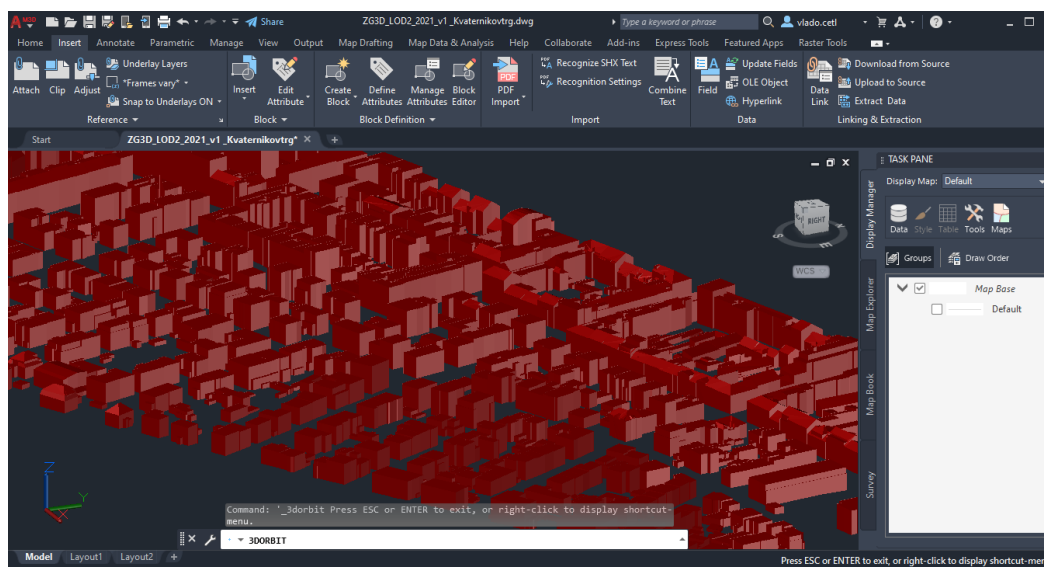 Share ZG3D_LOD2_2021_v1 _Kvaternikovtrg.dwg Type a keyword or phrase vlado.cetl
Home Insert Annotate Parametric Manage View Output Map Drafting Map Data & Analysis Help Collaborate Add-ins Express Tools Featured Apps Raster Tools
Attach
Clip
Adjust
Underlay Layers
*Frames vary*
Snap to Underlays ON
Reference
Insert
Edit
Attribute
Block
Create
Block
Define
Attributes
Manage
Attributes
Block
Editor
Block Definition
PDF
PDF
Import
Recognize SHX Text
Recognition Settings
Combine
Text
Import
Field
Update Fields
OLE Object
Hyperlink
Data
Data
Link
Download from Source
Upload to Source
Extract Data
Linking & Extraction
Start ZG3D_LOD2_2021_v1 _Kvaternikovtrg*
RIGHT
WCS
TASK PANE
Display Map: Default
Data Style Table Tools Maps
Groups Draw Order
Map Base
Default
Display Manager
Map Explorer
Map Book
Survey
Z
Y
X
Command: '_3dorbit Press ESC or ENTER to exit, or right-click to display shortcut-
menu.
3DORBIT
Model Layout1 Layout2
Press ESC or ENTER to exit, or right-click to display shortcut-men